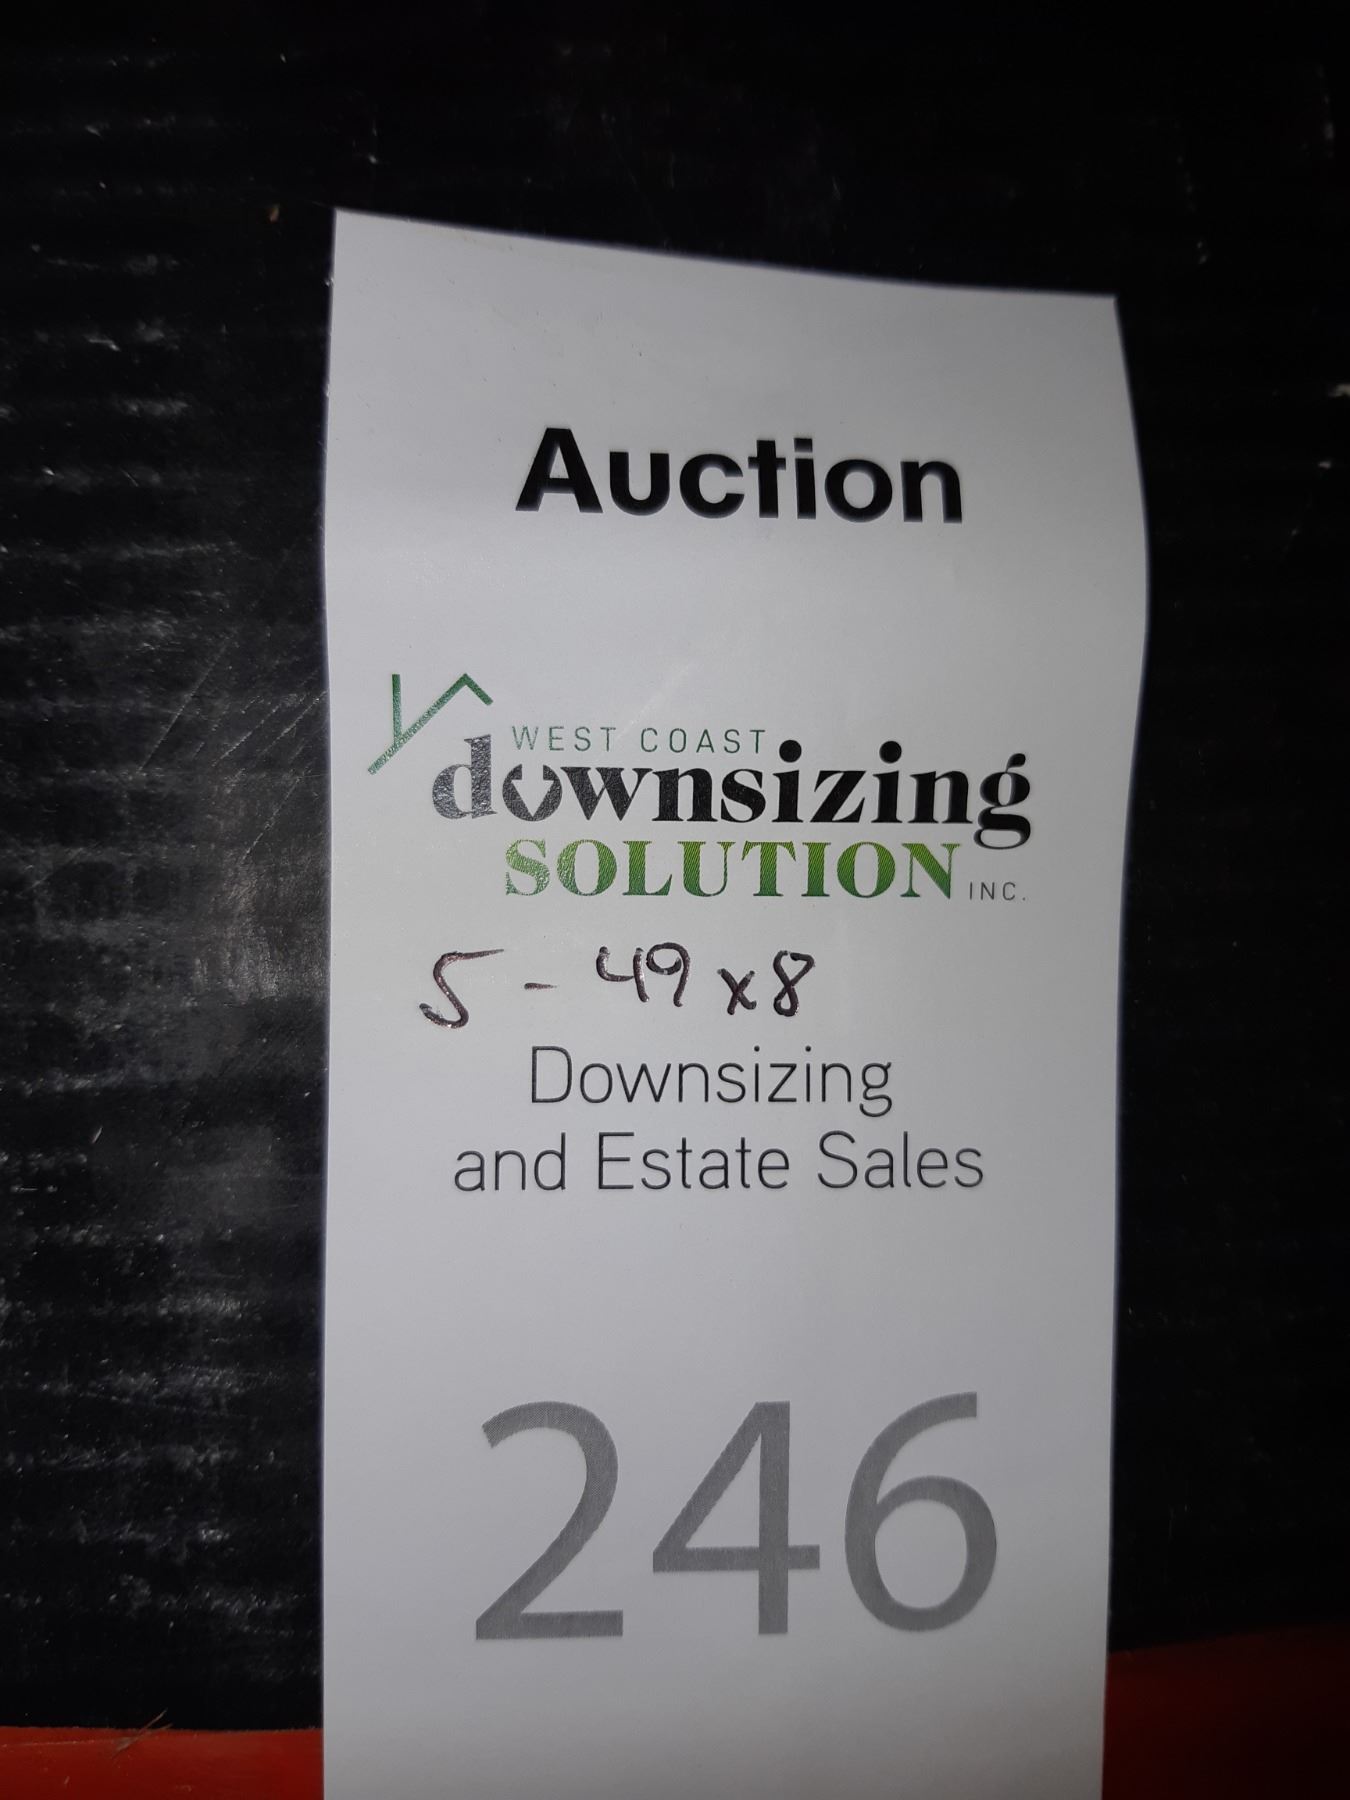 Auction
WEST COAST
downsizing
SOLUTION INC.
5 - 49 x 8
Downsizing
and Estate Sales
246